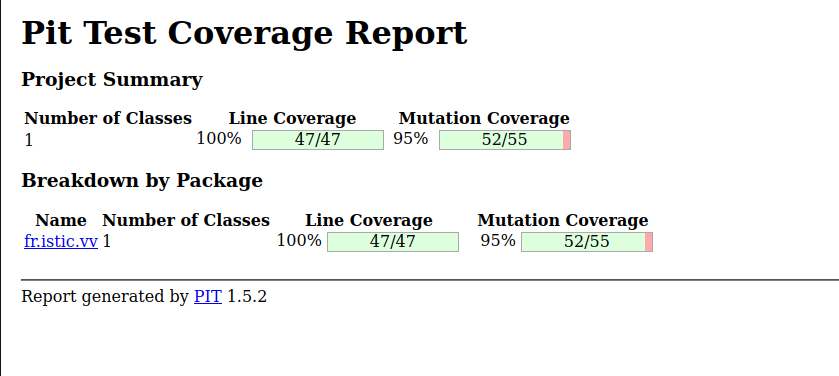 Pit Test Coverage Report
Project Summary
Number of Classes Line Coverage Mutation Coverage
1 100% 47/47 95% 52/55
Breakdown by Package
Name Number of Classes Line Coverage Mutation Coverage
fr.istic.vv 1 100% 47/47 95% 52/55
Report generated by PIT 1.5.2